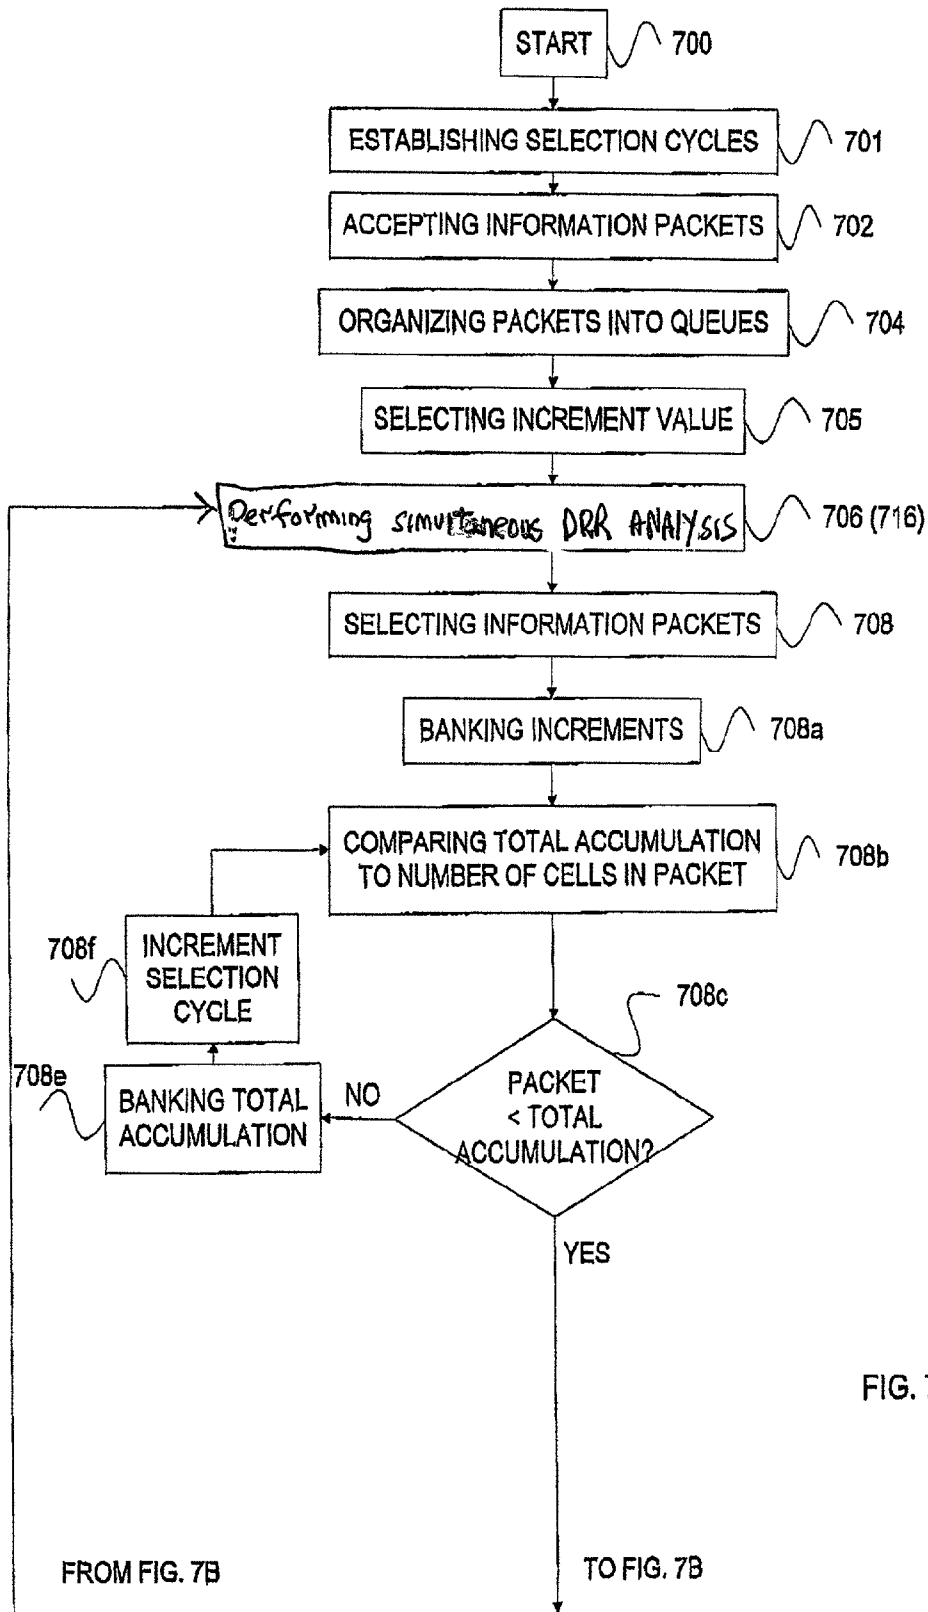 START
700
ESTABLISHING SELECTION CYCLES
701
ACCEPTING INFORMATION PACKETS
702
ORGANIZING PACKETS INTO QUEUES
704
SELECTING INCREMENT VALUE
705
Performing simultaneous DRR ANALYSIS
706 (716)
SELECTING INFORMATION PACKETS
708
BANKING INCREMENTS
708a
COMPARING TOTAL ACCUMULATION
TO NUMBER OF CELLS IN PACKET
708b
708f
INCREMENT
SELECTION
CYCLE
708c
708e
BANKING TOTAL
ACCUMULATION
NO
PACKET
< TOTAL
ACCUMULATION?
YES
FIG.
FROM FIG. 7B
TO FIG. 7B